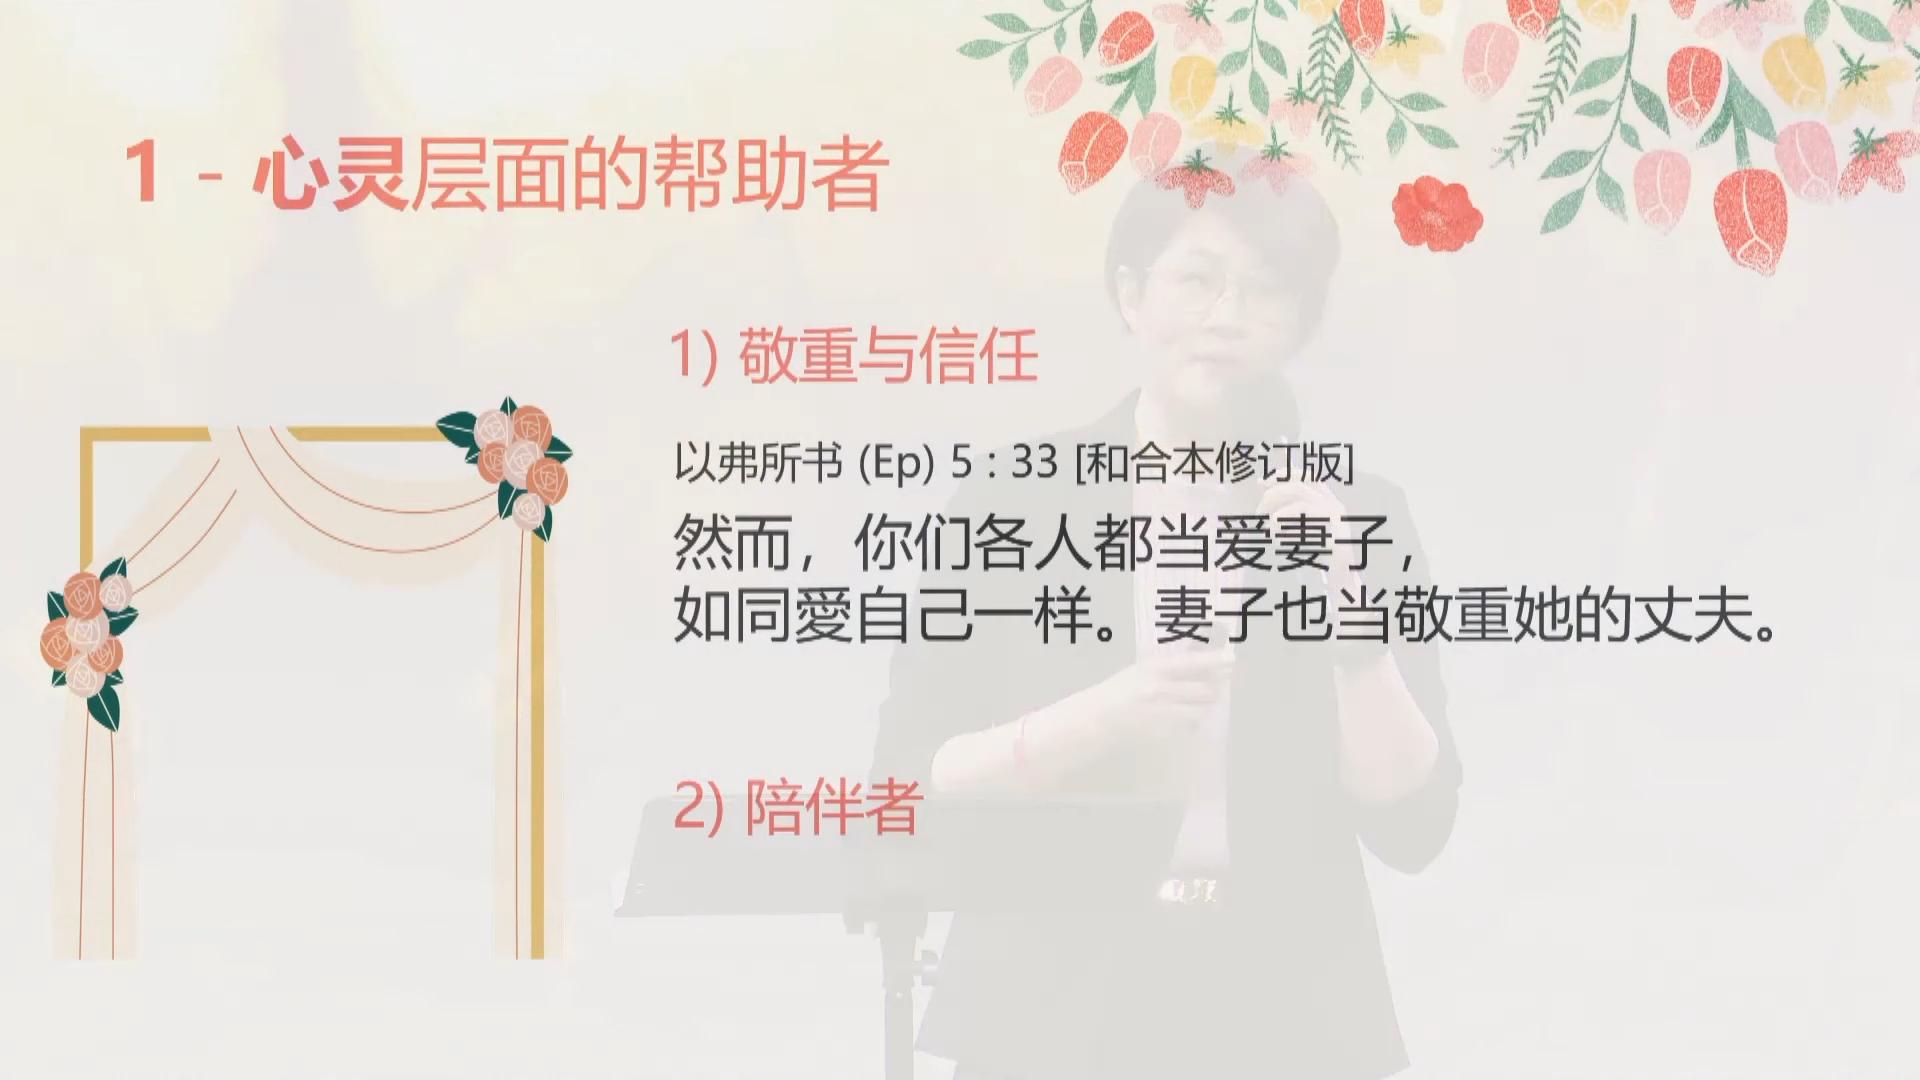 1 - 心灵层面的帮助者
1) 敬重与信任
以弗所书 (Ep) 5 : 33 [和合本修订版]
然而，你们各人都当爱妻子，
如同愛自己一样。妻子也当敬重她的丈夫。
2) 陪伴者